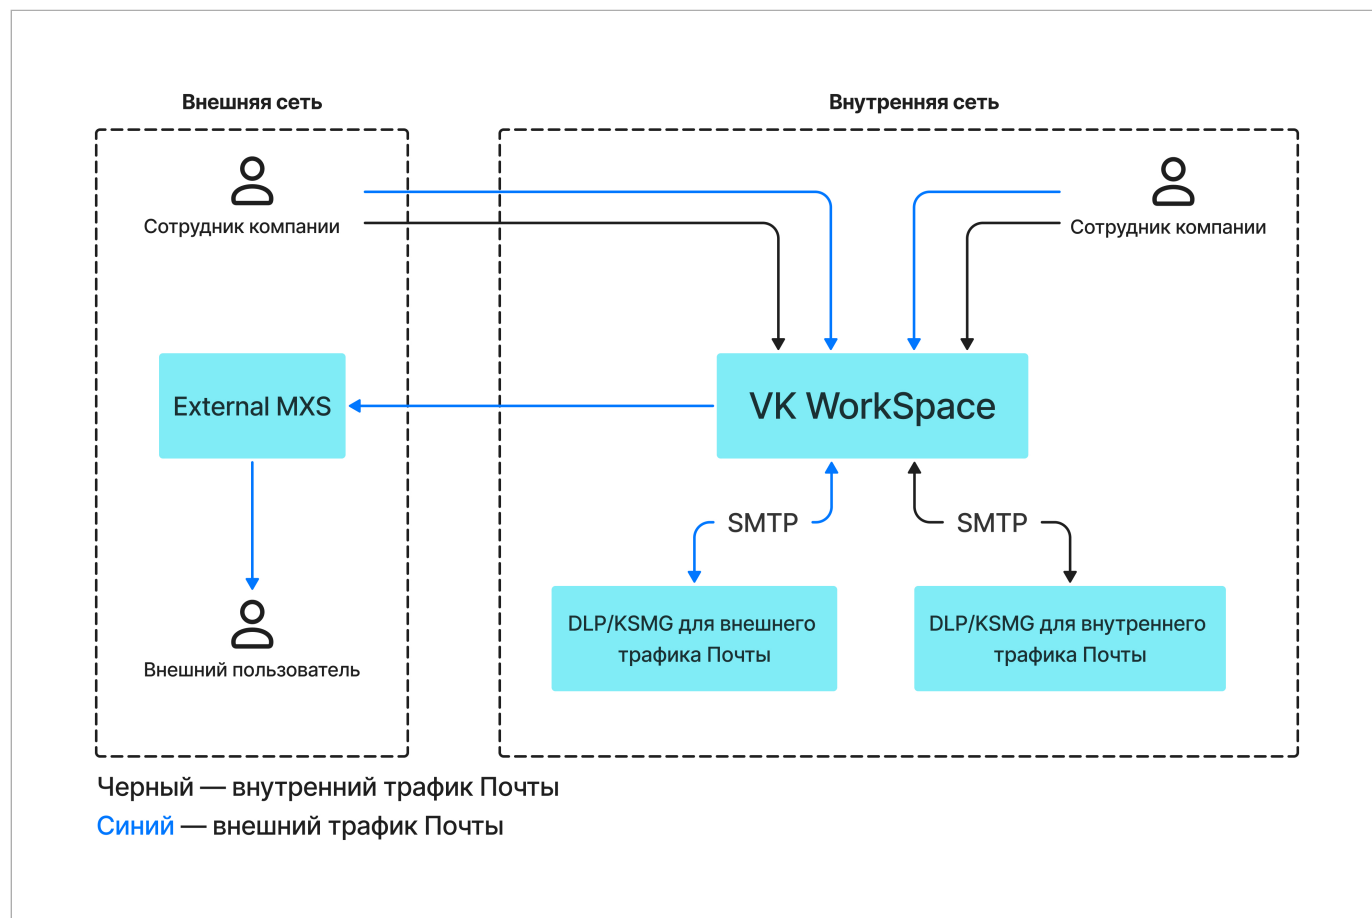 Внешняя сеть
Внутренняя сеть
Сотрудник компании
Сотрудник компании
External MXS
VK WorkSpace
SMTP
SMTP
DLP/KSMG для внешнего
трафика Почты
DLP/KSMG для внутреннего
трафика Почты
Внешний пользователь
Черный — внутренний трафик Почты
Синий — внешний трафик Почты